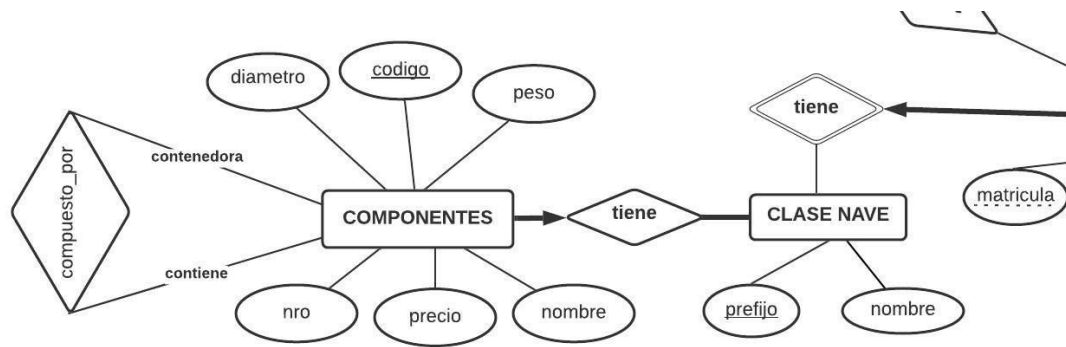 codigo
diametro
peso
tiene
contenedora
compuesto_por
matricula
COMPONENTES
tiene
CLASE NAVE
contiene
nro
precio
nombre
prefijo
nombre